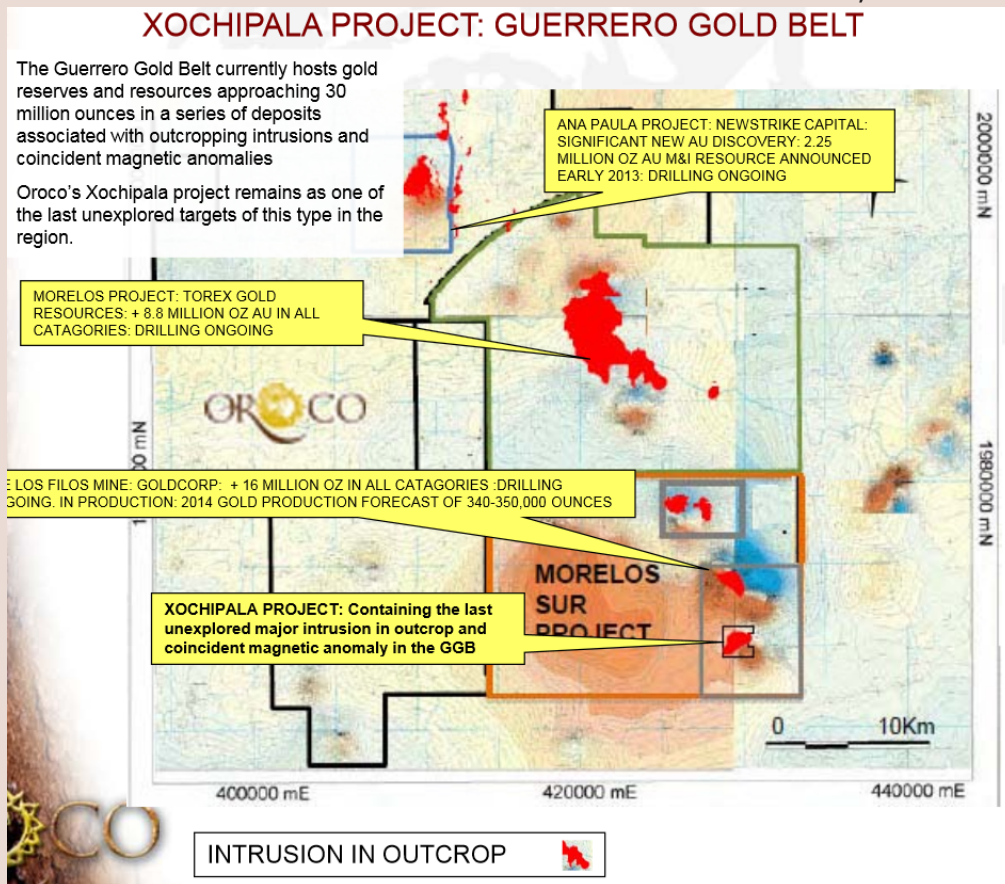 XOCHIPALA PROJECT: GUERRERO GOLD BELT
The Guerrero Gold Belt currently hosts gold
reserves and resources approaching 30
million ounces in a series of deposits
associated with outcropping intrusions and
coincident magnetic anomalies
Oroco's Xochipala project remains as one of
the last unexplored targets of this type in the
region.
ANA PAULA PROJECT: NEWSTRIKE CAPITAL:
SIGNIFICANT NEW AU DISCOVERY: 2.25
MILLION OZ AU M&I RESOURCE ANNOUNCED
EARLY 2013: DRILLING ONGOING
2000000 mN
MORELOS PROJECT: TOREX GOLD
RESOURCES: + 8.8 MILLION OZ AU IN ALL
CATAGORIES: DRILLING ONGOING
OROCO
1980000 mN
E LOS FILOS MINE: GOLDCORP: + 16 MILLION OZ IN ALL CATAGORIES :DRILLING
GOING. IN PRODUCTION: 2014 GOLD PRODUCTION FORECAST OF 340-350,000 OUNCES
MORELOS
SUR
PROJECT
XOCHIPALA PROJECT: Containing the last
unexplored major intrusion in outcrop and
coincident magnetic anomaly in the GGB
0 10Km
400000 mE 420000 mE 440000 mE
CO
INTRUSION IN OUTCROP